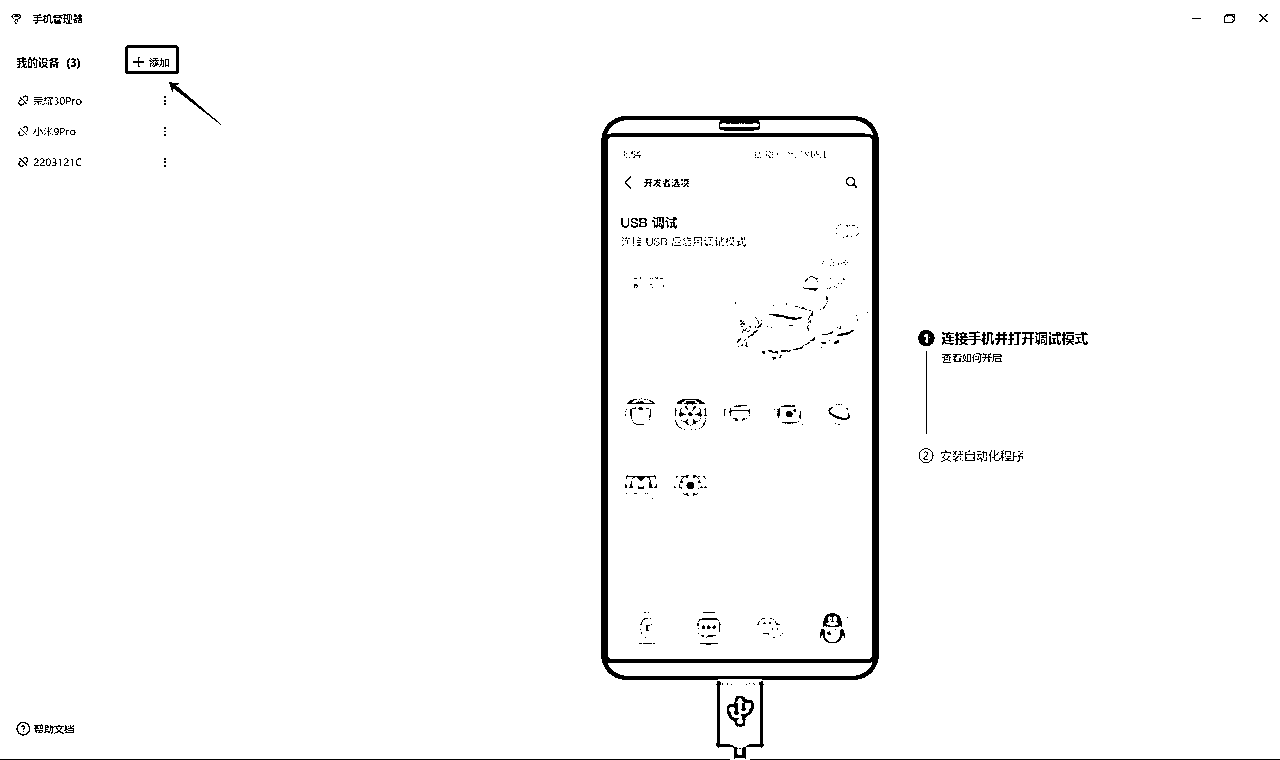 手机管理器
我的设备 (3)
添加
荣耀30Pro
小米9Pro
2203121C
开发者选项
USB 调试
连接 USB 后启用调试模式
1 连接手机并打开调试模式
查看如何开启
2 安装自动化程序
? 帮助文档